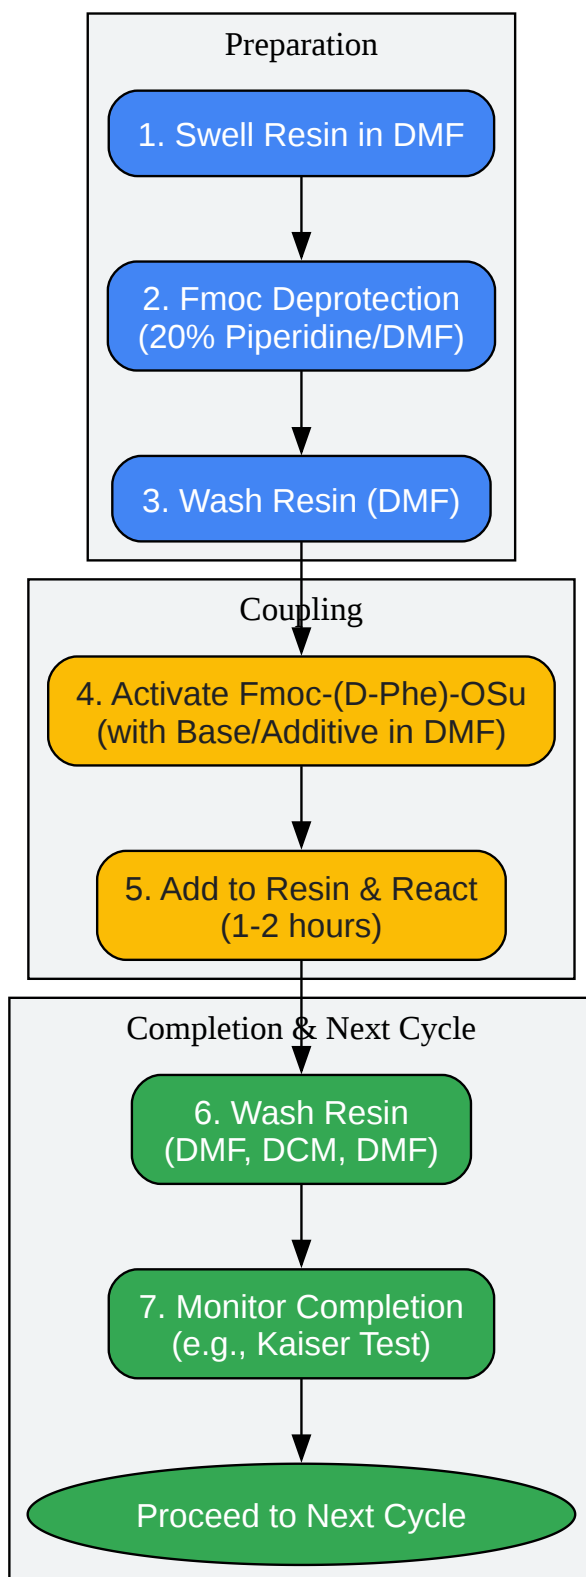 Preparation
1. Swell Resin in DMF
2. Fmoc Deprotection
(20% Piperidine/DMF)
3. Wash Resin (DMF)
Coupling
4. Activate Fmoc-(D-Phe)-OSu
(with Base/Additive in DMF)
5. Add to Resin & React
(1-2 hours)
Completion & Next Cycle
6. Wash Resin
(DMF, DCM, DMF)
7. Monitor Completion
(e.g., Kaiser Test)
Proceed to Next Cycle